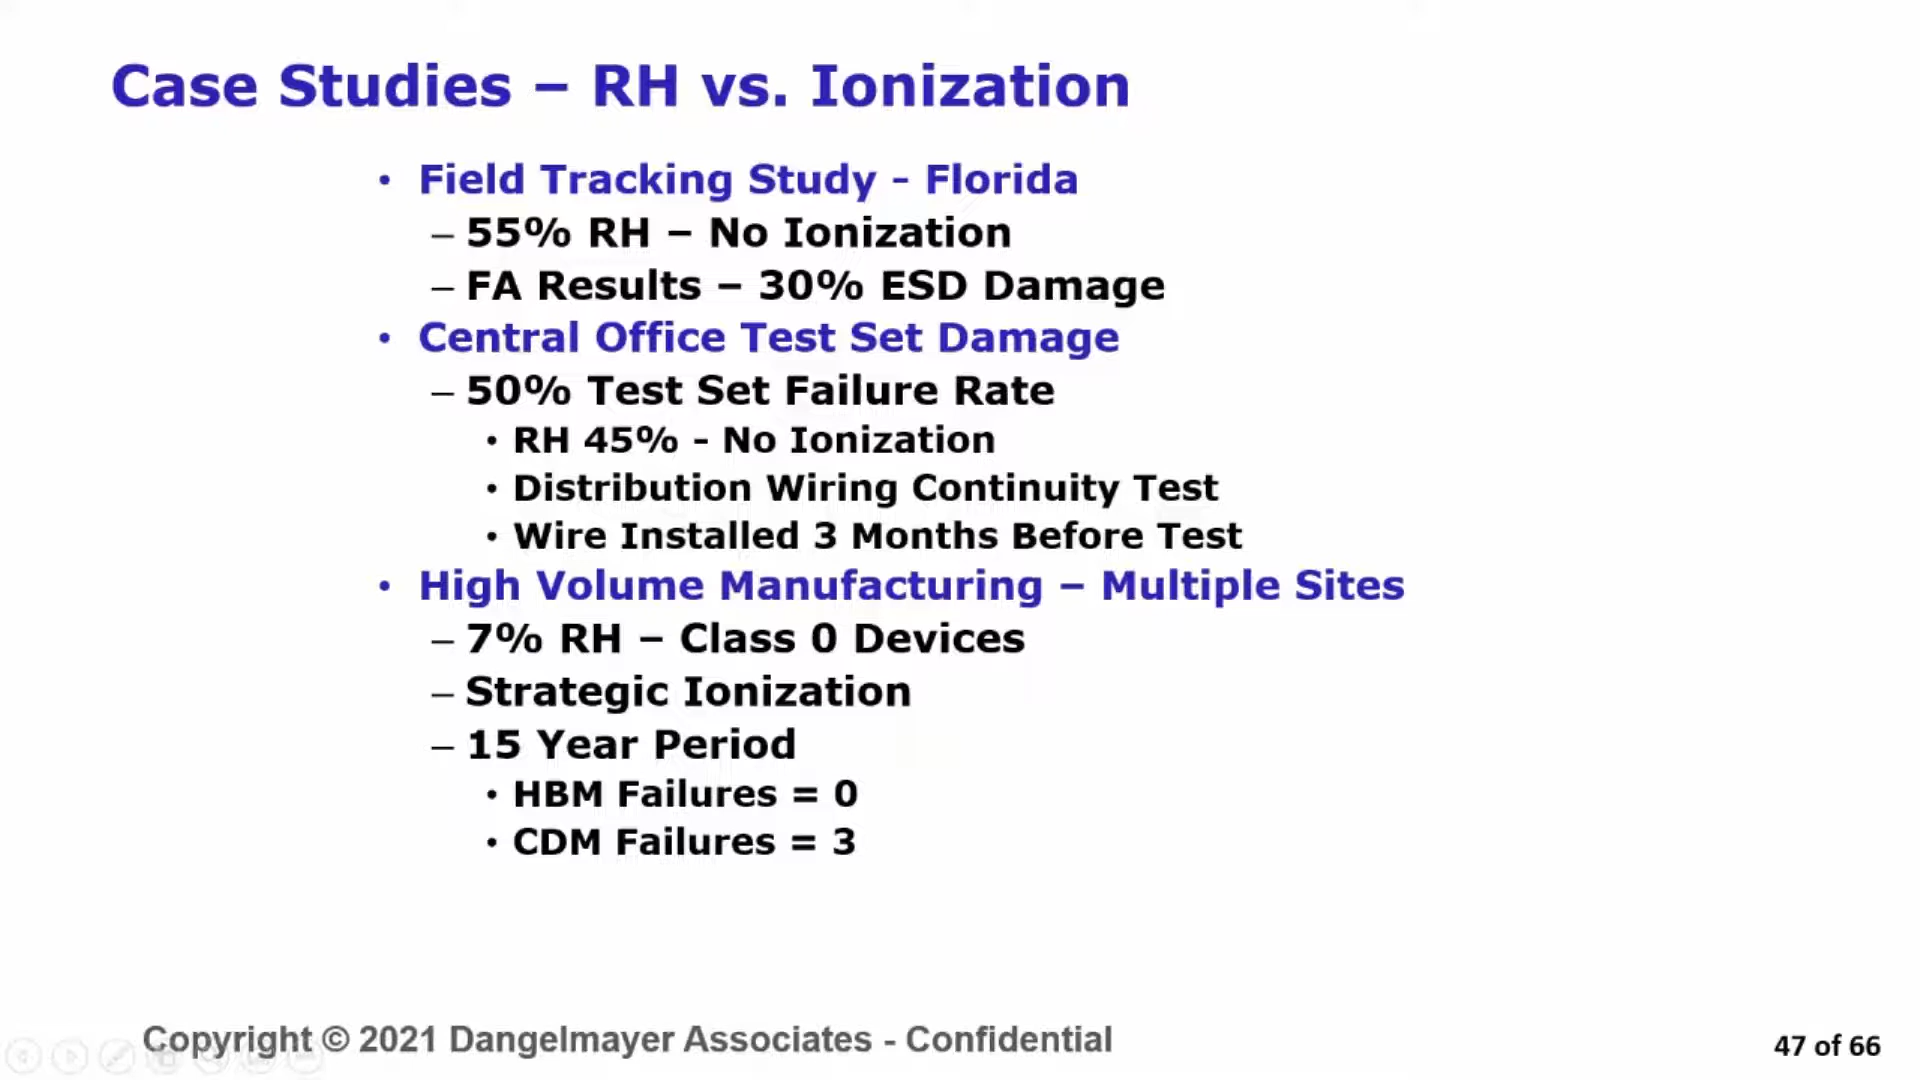 Case Studies – RH vs. Ionization
• Field Tracking Study - Florida
– 55% RH – No Ionization
– FA Results – 30% ESD Damage
• Central Office Test Set Damage
– 50% Test Set Failure Rate
• RH 45% - No Ionization
• Distribution Wiring Continuity Test
• Wire Installed 3 Months Before Test
• High Volume Manufacturing – Multiple Sites
– 7% RH – Class 0 Devices
– Strategic Ionization
– 15 Year Period
• HBM Failures = 0
• CDM Failures = 3
Copyright © 2021 Dangelmayer Associates - Confidential
47 of 66